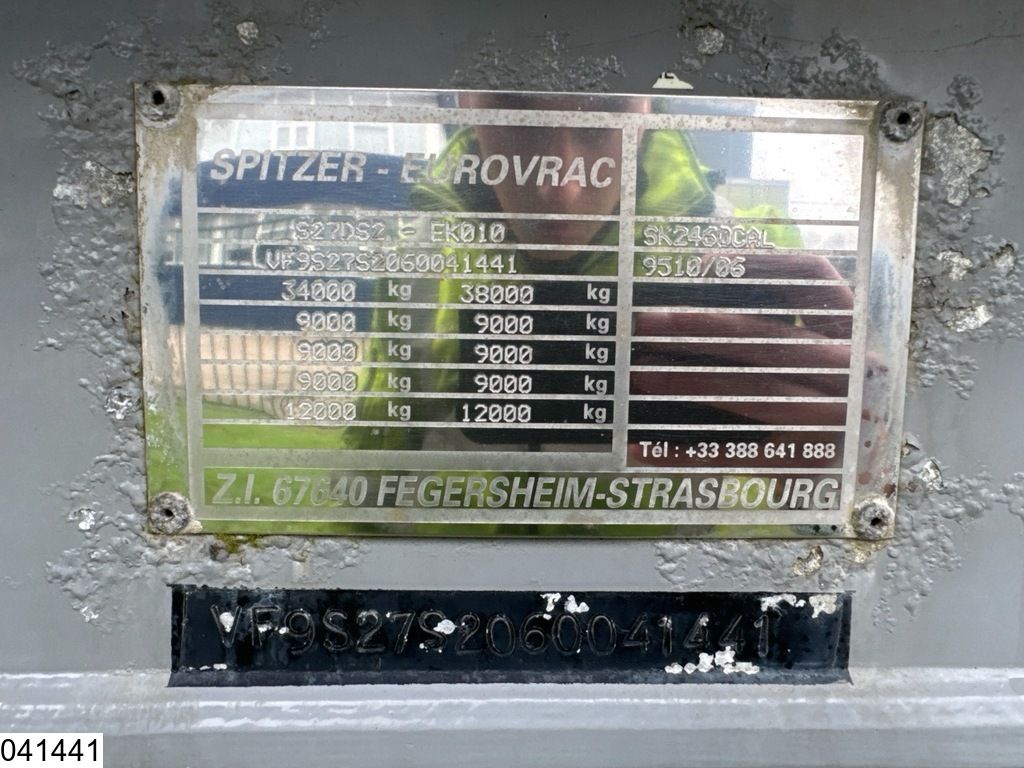 SPITZER - EUROVRAC
S27DS2 - EK010 SK2460CAL
VF9S27S2060041441 9510/06
34000 kg 38000 kg
9000 kg 9000 kg
9000 kg 9000 kg
9000 kg 9000 kg
12000 kg 12000 kg
Tél : +33 388 641 888
Z.I. 67640 FEGERSHEIM-STRASBOURG
VF9S27S2060041441
041441